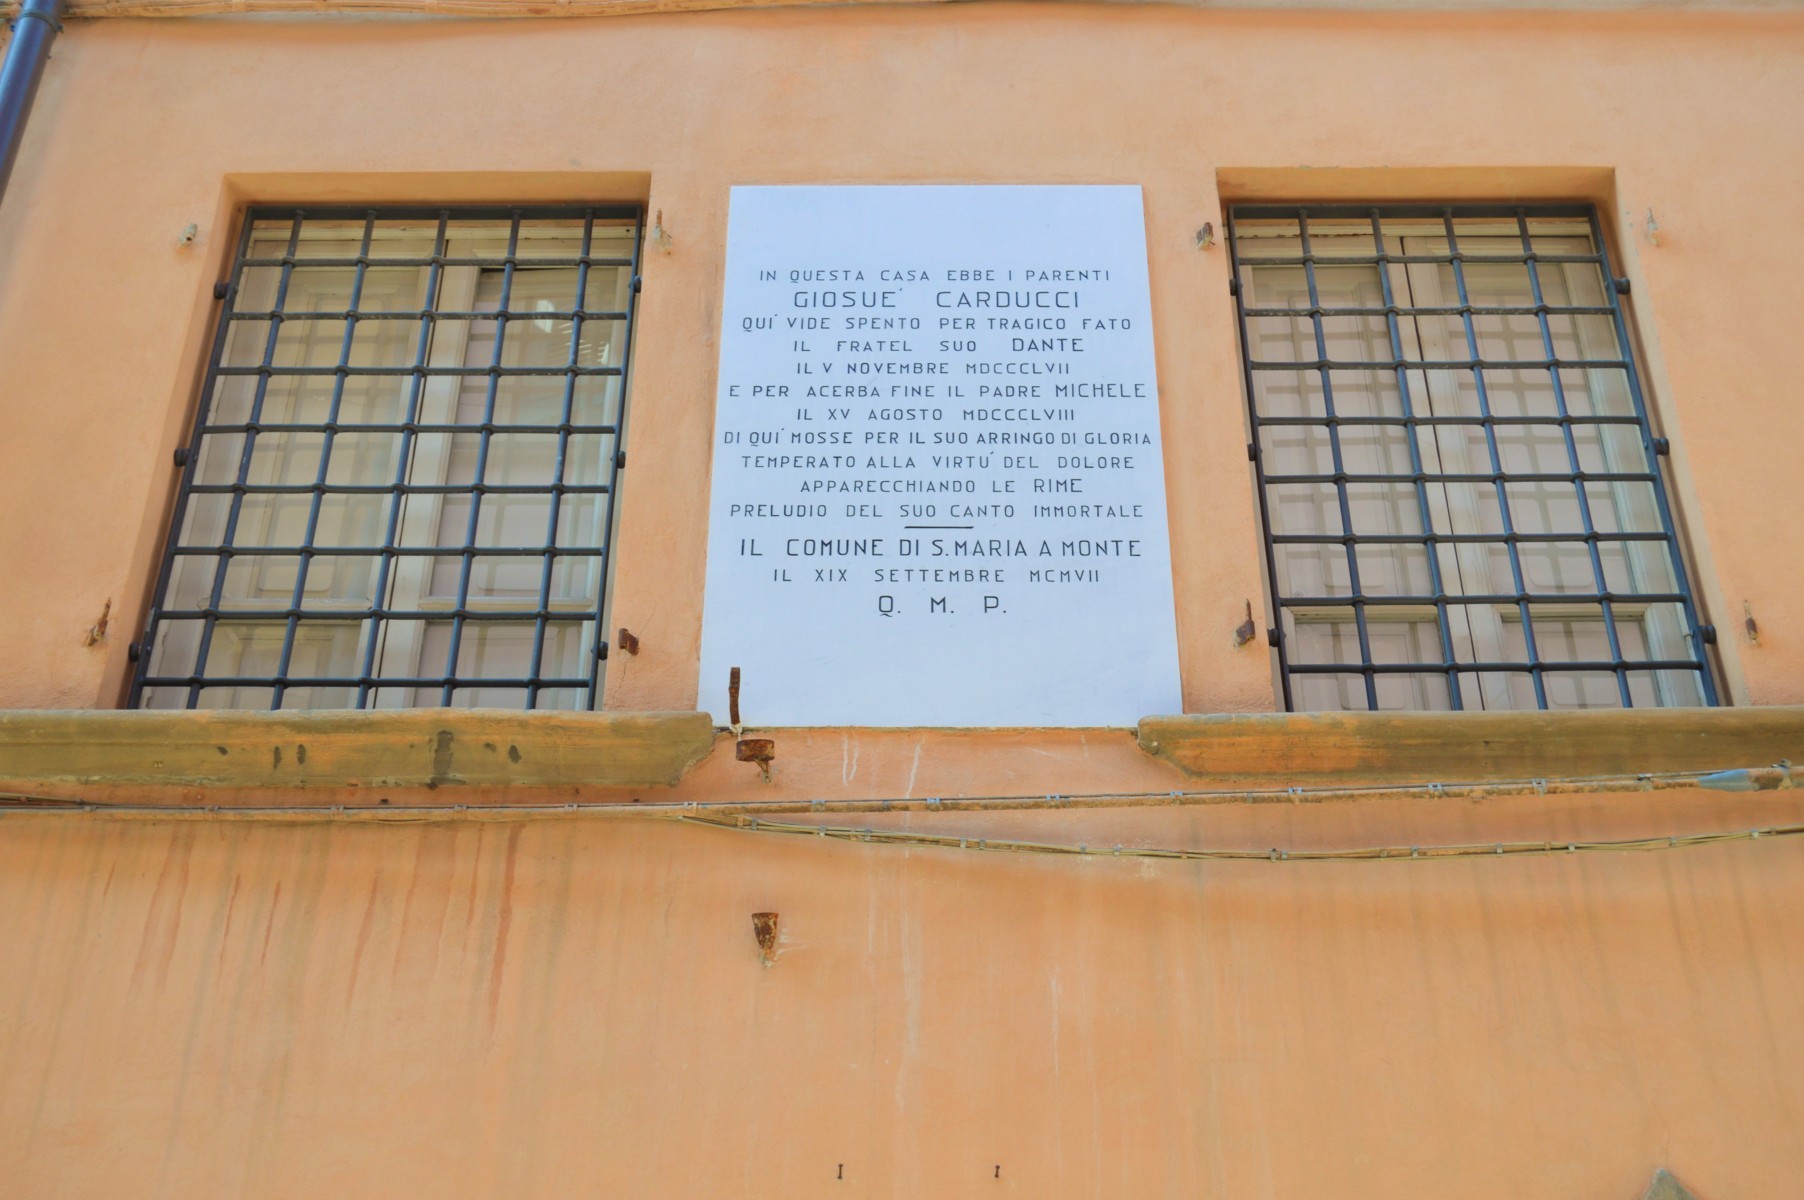 IN QUESTA CASA EBBE I PARENTI
GIOSUE' CARDUCCI
QUI' VIDE SPENTO PER TRAGICO FATO
IL FRATEL SUO DANTE
IL V NOVEMBRE MDCCCLVII
E PER ACERBA FINE IL PADRE MICHELE
IL XV AGOSTO MDCCCLVIII
DI QUI' MOSSE PER IL SUO ARRINGO DI GLORIA
TEMPERATO ALLA VIRTU' DEL DOLORE
APPARECCHIANDO LE RIME
PRELUDIO DEL SUO CANTO IMMORTALE
IL COMUNE DI S. MARIA A MONTE
IL XIX SETTEMBRE MCMVII
Q. M. P.